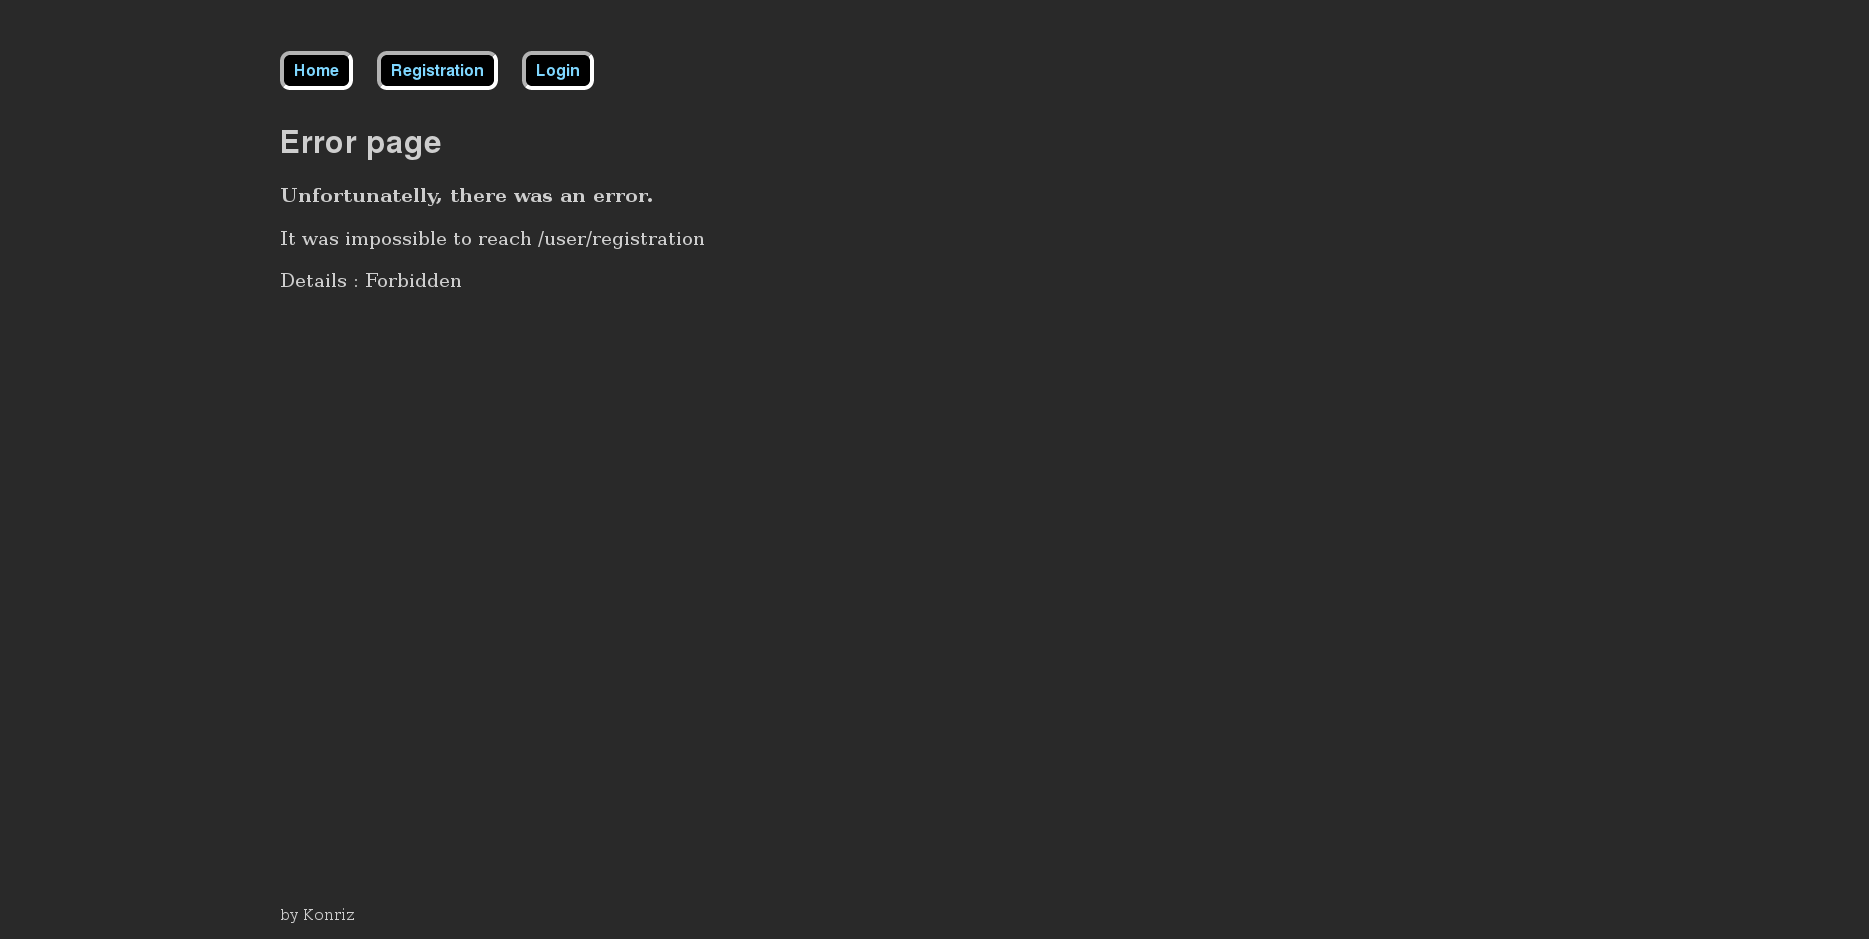 Home Registration Login
Error page
Unfortunatelly, there was an error.
It was impossible to reach /user/registration
Details : Forbidden
by Konriz